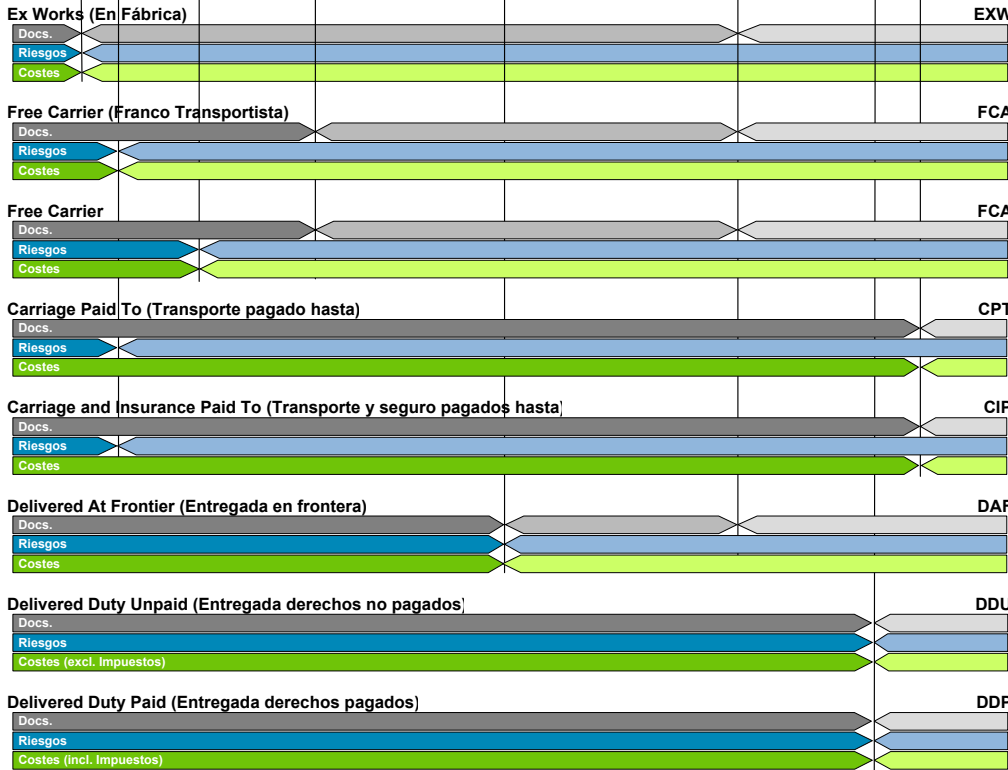 Ex Works (En Fábrica) EXW
Docs.
Riesgos
Costes
Free Carrier (Franco Transportista) FCA
Docs.
Riesgos
Costes
Free Carrier FCA
Docs.
Riesgos
Costes
Carriage Paid To (Transporte pagado hasta) CPT
Docs.
Riesgos
Costes
Carriage and Insurance Paid To (Transporte y seguro pagados hasta) CIP
Docs.
Riesgos
Costes
Delivered At Frontier (Entregada en frontera) DAF
Docs.
Riesgos
Costes
Delivered Duty Unpaid (Entregada derechos no pagados) DDU
Docs.
Riesgos
Costes (excl. Impuestos)
Delivered Duty Paid (Entregada derechos pagados) DDP
Docs.
Riesgos
Costes (incl. Impuestos)